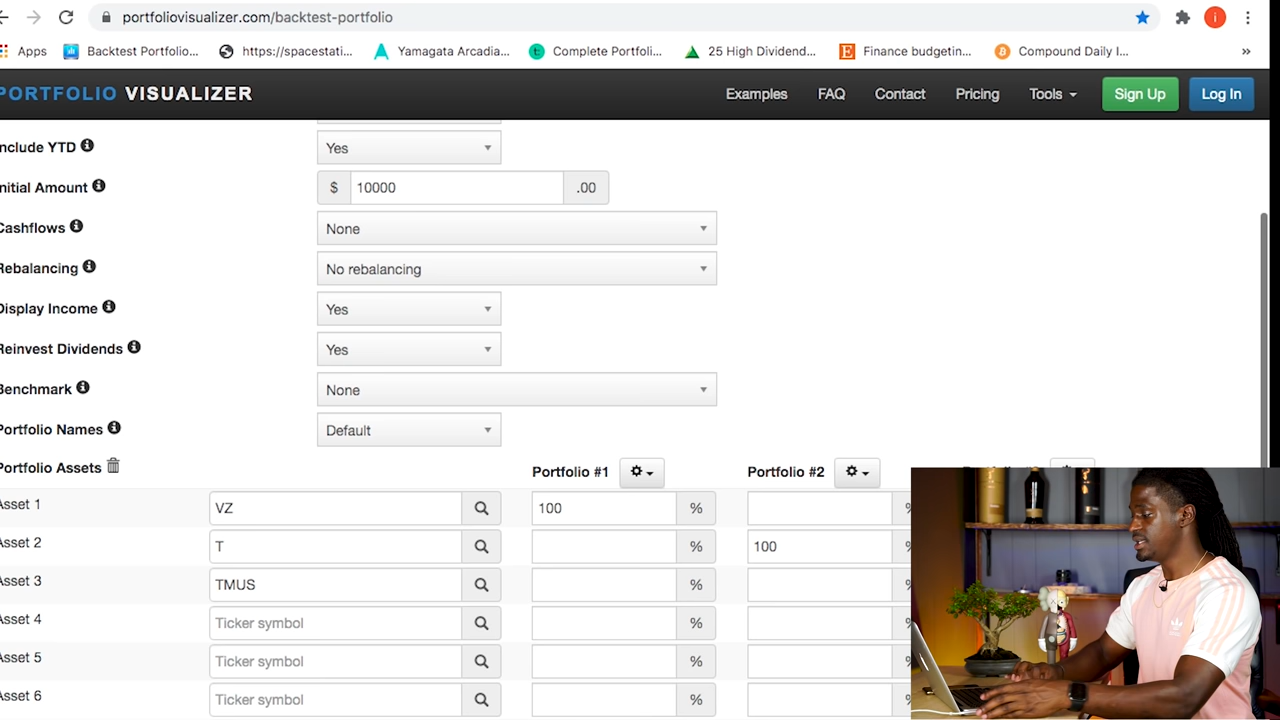 portfoliovisualizer.com/backtest-portfolio
i
Apps Backtest Portfolio... https://spacestati... Yamagata Arcadia... Complete Portfoli... 25 High Dividend... Finance budgetin... Compound Daily I... »
PORTFOLIO VISUALIZER Examples FAQ Contact Pricing Tools Sign Up Log In
nclude YTD Yes
nitial Amount $ 10000 .00
Cashflows None
Rebalancing No rebalancing
Display Income Yes
Reinvest Dividends Yes
Benchmark None
Portfolio Names Default
Portfolio Assets Portfolio #1 Portfolio #2
Asset 1 VZ 100 %
Asset 2 T % 100
Asset 3 TMUS %
Asset 4 Ticker symbol %
Asset 5 Ticker symbol %
Asset 6 Ticker symbol %